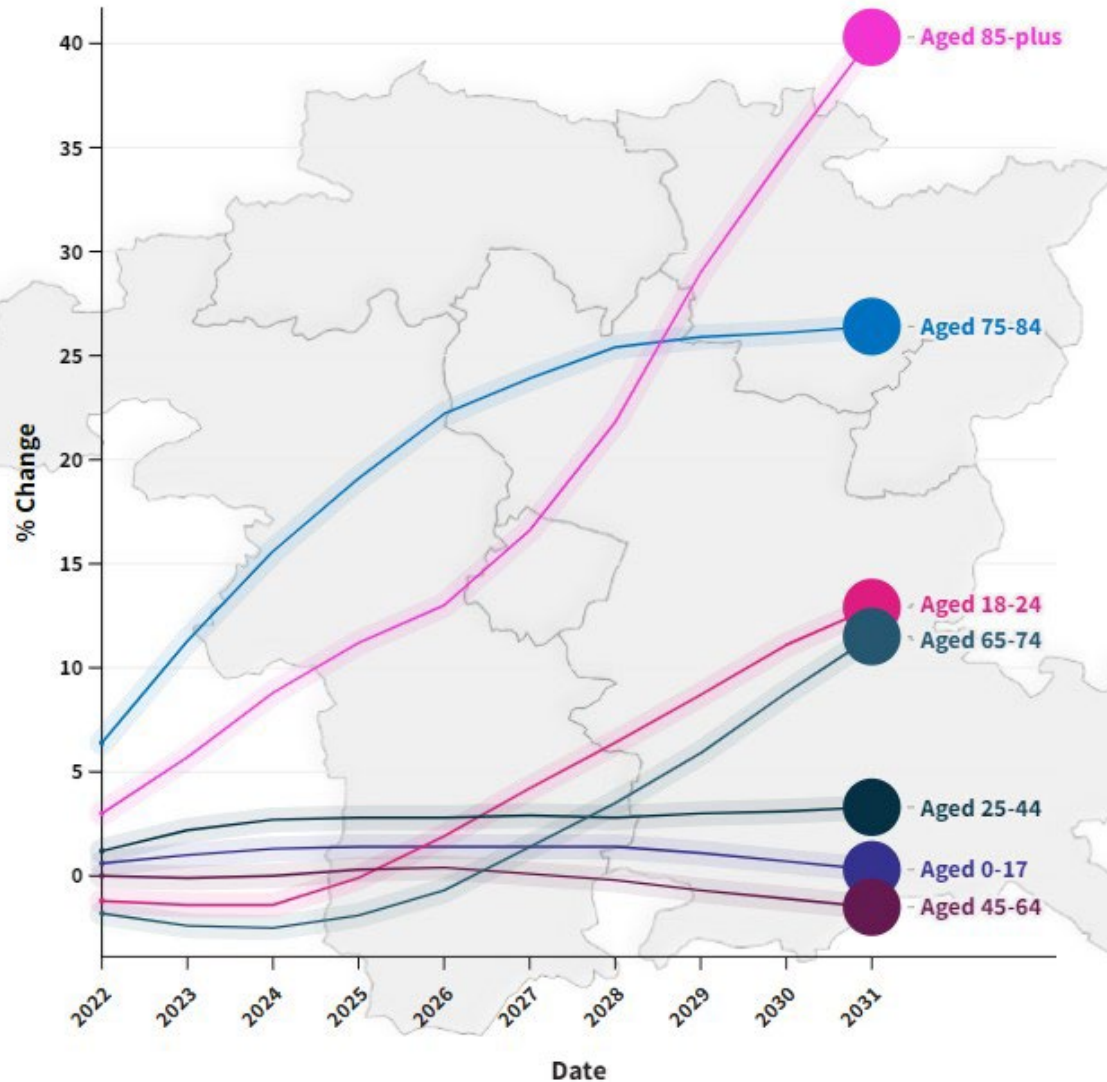 40
35
30
25
20
15
10
5
0
% Change
Aged 85-plus
Aged 75-84
Aged 18-24
Aged 65-74
Aged 25-44
Aged 0-17
Aged 45-64
2022
2023
2024
2025
2026
2027
2028
2029
2030
2031
Date